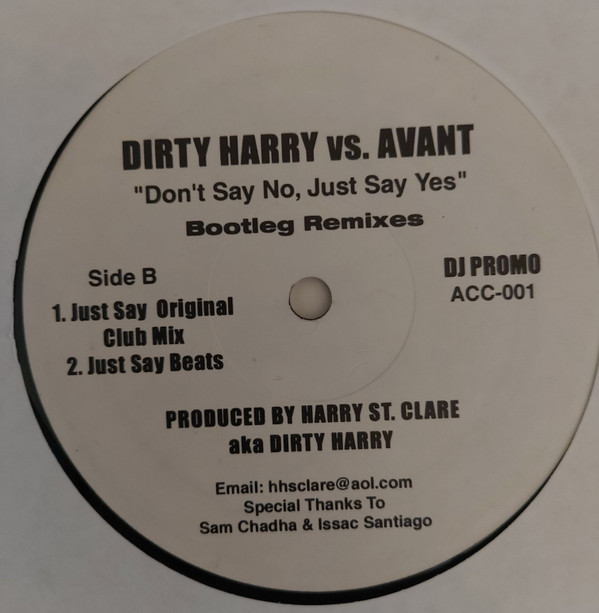 DIRTY HARRY vs. AVANT
"Don't Say No, Just Say Yes"
Bootleg Remixes
Side B
1. Just Say Original
Club Mix
2. Just Say Beats
DJ PROMO
ACC-001
PRODUCED BY HARRY ST. CLARE
aka DIRTY HARRY
Email: hhsclare@aol.com
Special Thanks To
Sam Chadha & Issac Santiago